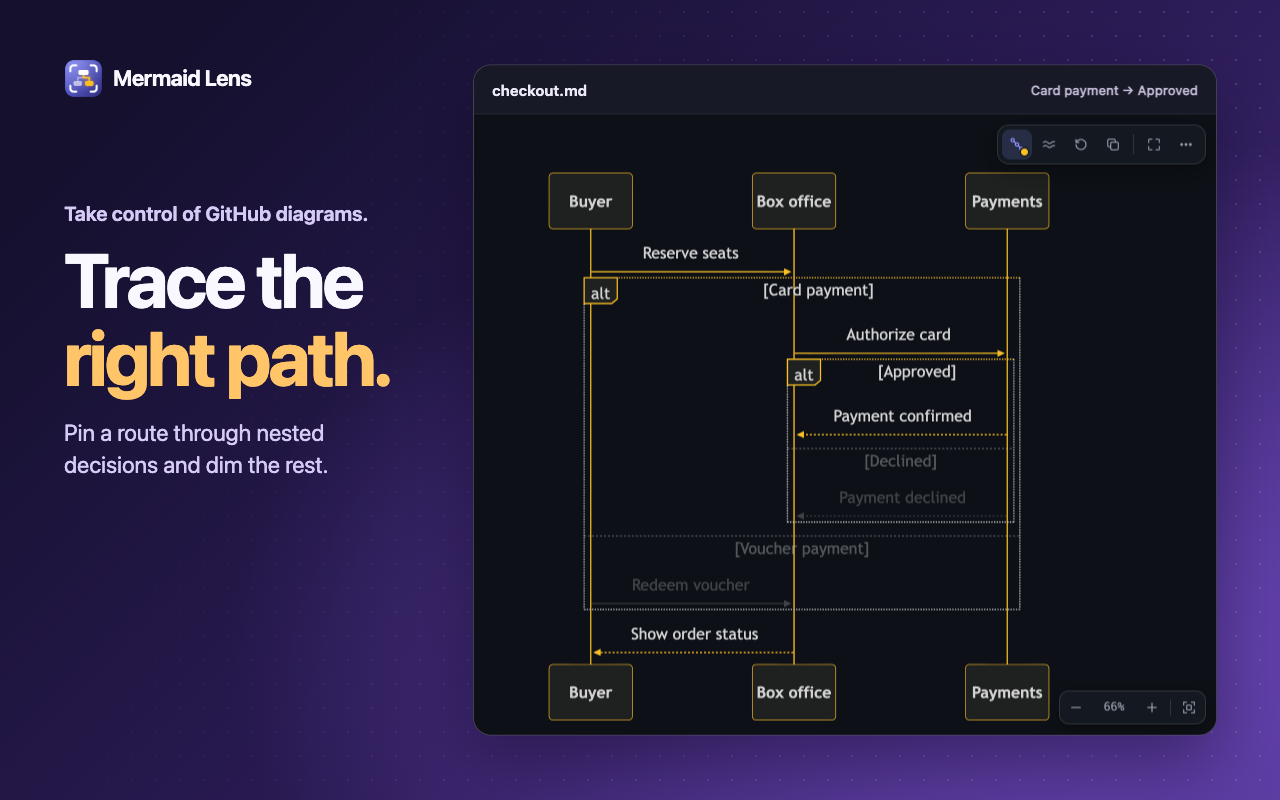 Mermaid Lens
Take control of GitHub diagrams.
Trace the
right path.
Pin a route through nested
decisions and dim the rest.
checkout.md
Card payment → Approved
Buyer
Box office
Payments
Reserve seats
alt
[Card payment]
Authorize card
alt
[Approved]
Payment confirmed
[Declined]
Payment declined
[Voucher payment]
Redeem voucher
Show order status
Buyer
Box office
Payments
66%